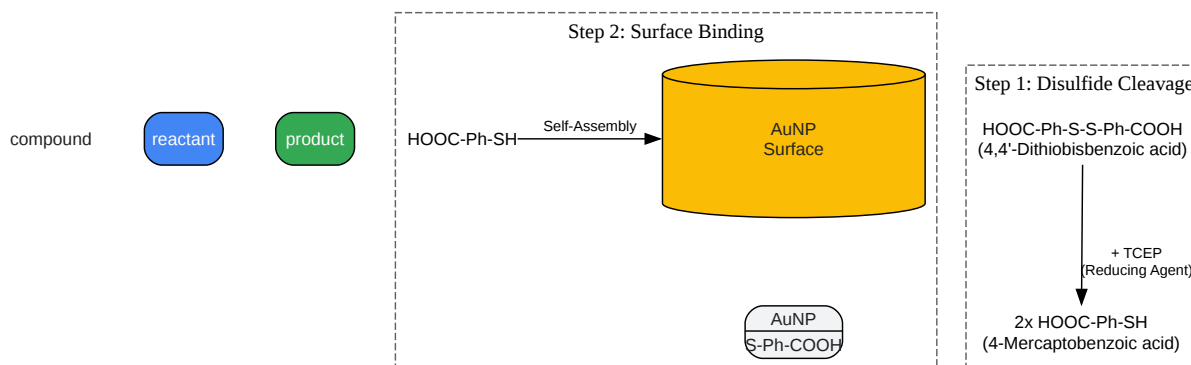 compound
reactant
product
Step 2: Surface Binding
HOOC-Ph-SH
Self-Assembly
AuNP
Surface
AuNP
S-Ph-COOH
Step 1: Disulfide Cleavage
HOOC-Ph-S-S-Ph-COOH
(4,4'-Dithiobisbenzoic acid)
+ TCEP
(Reducing Agent)
2x HOOC-Ph-SH
(4-Mercaptobenzoic acid)